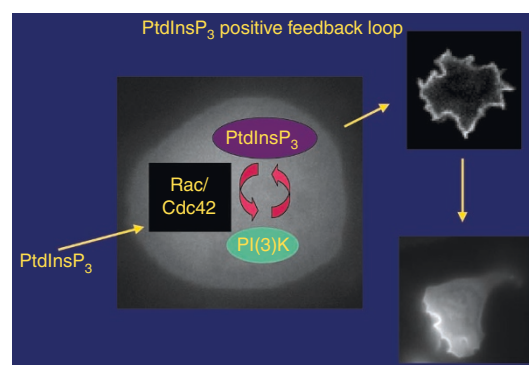 PtdInsP₃ positive feedback loop
PtdInsP₃
Rac/
Cdc42
PI(3)K
PtdInsP₃